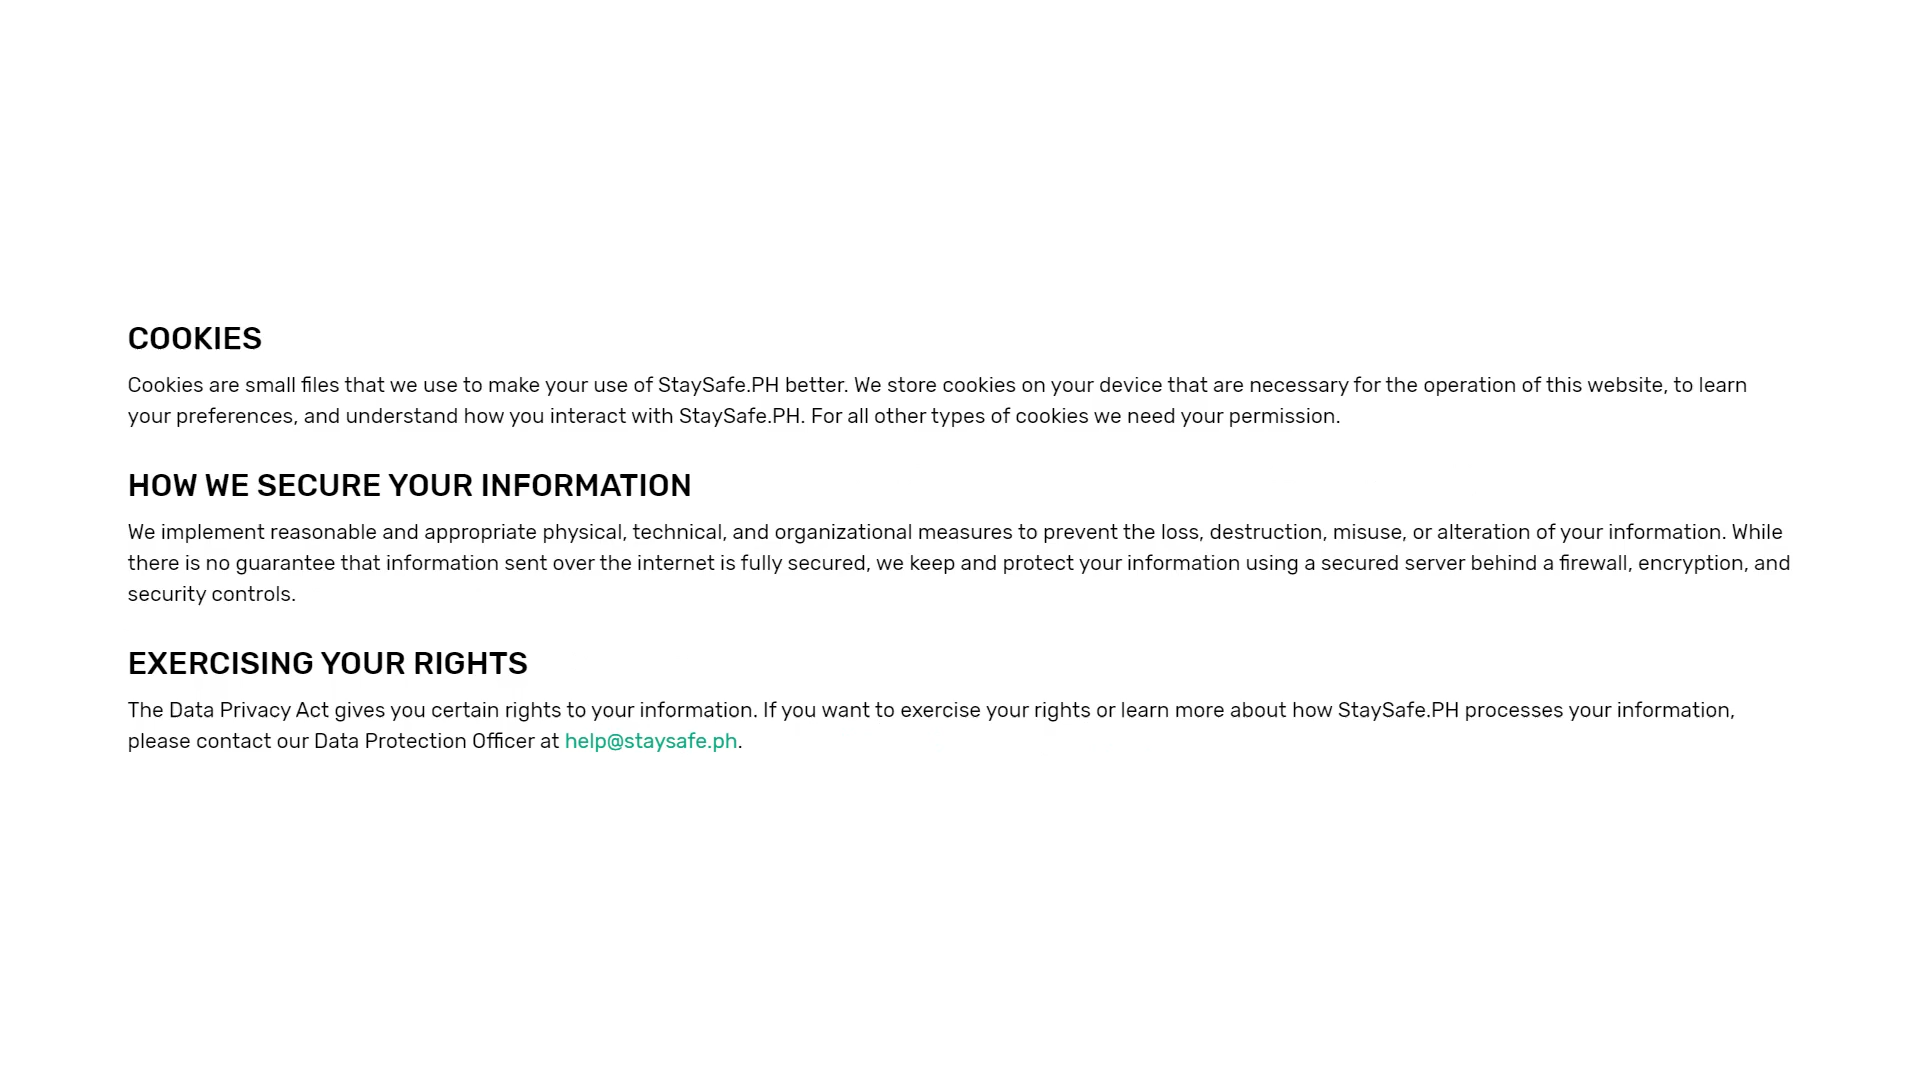 COOKIES
Cookies are small files that we use to make your use of StaySafe.PH better. We store cookies on your device that are necessary for the operation of this website, to learn
your preferences, and understand how you interact with StaySafe.PH. For all other types of cookies we need your permission.
HOW WE SECURE YOUR INFORMATION
We implement reasonable and appropriate physical, technical, and organizational measures to prevent the loss, destruction, misuse, or alteration of your information. While
there is no guarantee that information sent over the internet is fully secured, we keep and protect your information using a secured server behind a firewall, encryption, and
security controls.
EXERCISING YOUR RIGHTS
The Data Privacy Act gives you certain rights to your information. If you want to exercise your rights or learn more about how StaySafe.PH processes your information,
please contact our Data Protection Officer at help@staysafe.ph.